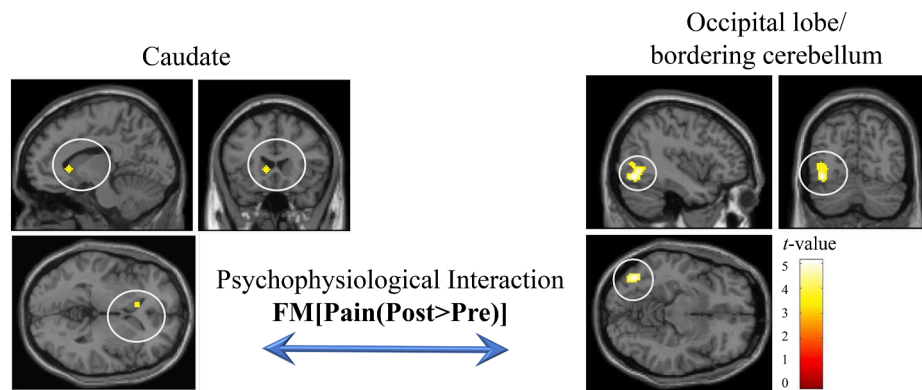 Caudate
Occipital lobe/
bordering cerebellum
Psychophysiological Interaction
FM[Pain(Post>Pre)]
t-value
5
4
3
2
1
0